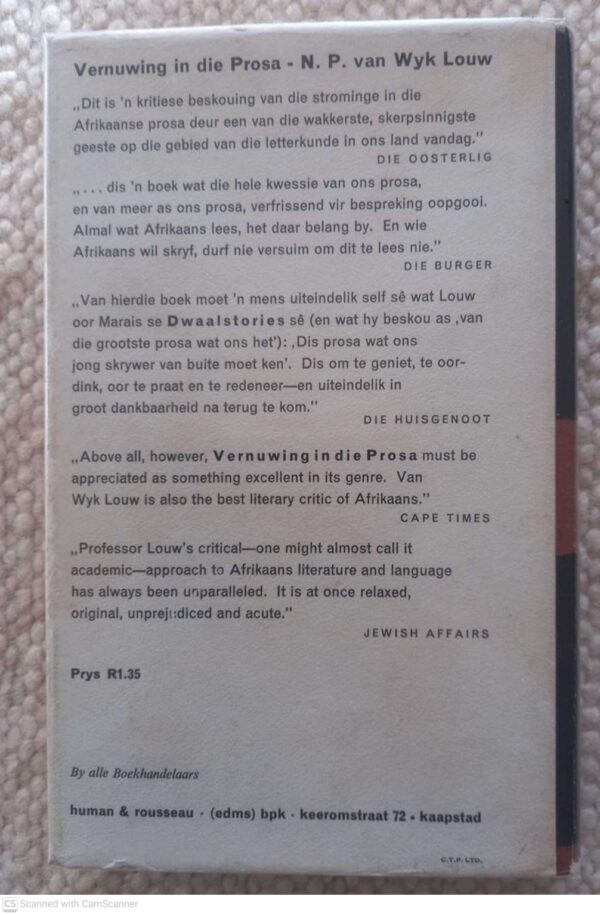 Vernuwing in die Prosa - N. P. van Wyk Louw
„Dit is 'n kritiese beskouing van die strominge in die
Afrikaanse prosa deur een van die wakkerste, skerpsinnigste
geeste op die gebied van die letterkunde in ons land vandag."
DIE OOSTERLIG
„... dis 'n boek wat die hele kwessie van ons prosa,
en van meer as ons prosa, verfrissend vir bespreking oopgooi.
Almal wat Afrikaans lees, het daar belang by. En wie
Afrikaans wil skryf, durf nie versuim om dit te lees nie."
DIE BURGER
„Van hierdie boek moet 'n mens uiteindelik self sê wat Louw
oor Marais se Dwaalstories sê (en wat hy beskou as ‚van
die grootste prosa wat ons het'): ‚Dis prosa wat ons
jong skrywer van buite moet ken'. Dis om te geniet, te oor-
dink, oor te praat en te redeneer—en uiteindelik in
groot dankbaarheid na terug te kom."
DIE HUISGENOOT
„Above all, however, Vernuwing in die Prosa must be
appreciated as something excellent in its genre. Van
Wyk Louw is also the best literary critic of Afrikaans."
CAPE TIMES
„Professor Louw's critical—one might almost call it
academic—approach to Afrikaans literature and language
has always been unparalleled. It is at once relaxed,
original, unprejudiced and acute."
JEWISH AFFAIRS
Prys R1.35
By alle Boekhandelaars
human & rousseau · (edms) bpk · keeromstraat 72 · kaapstad
C.T.P. LTD.
CS Scanned with CamScanner